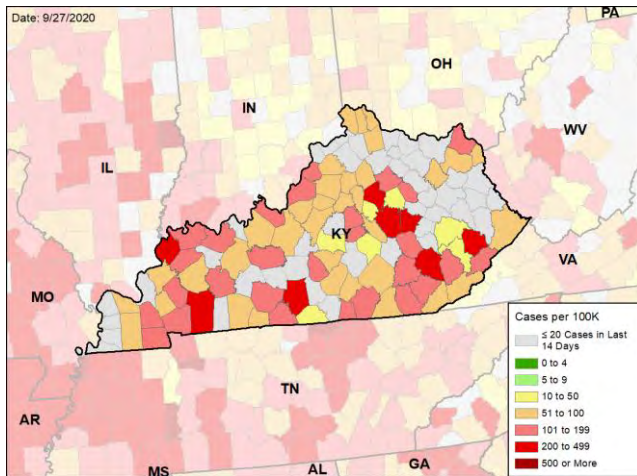 Date: 9/27/2020
PA
OH
IN
WV
IL
KY
VA
MO
TN
AR
MS
AL
GA
Cases per 100K
≤ 20 Cases in Last
14 Days
0 to 4
5 to 9
10 to 50
51 to 100
101 to 199
200 to 499
500 or More